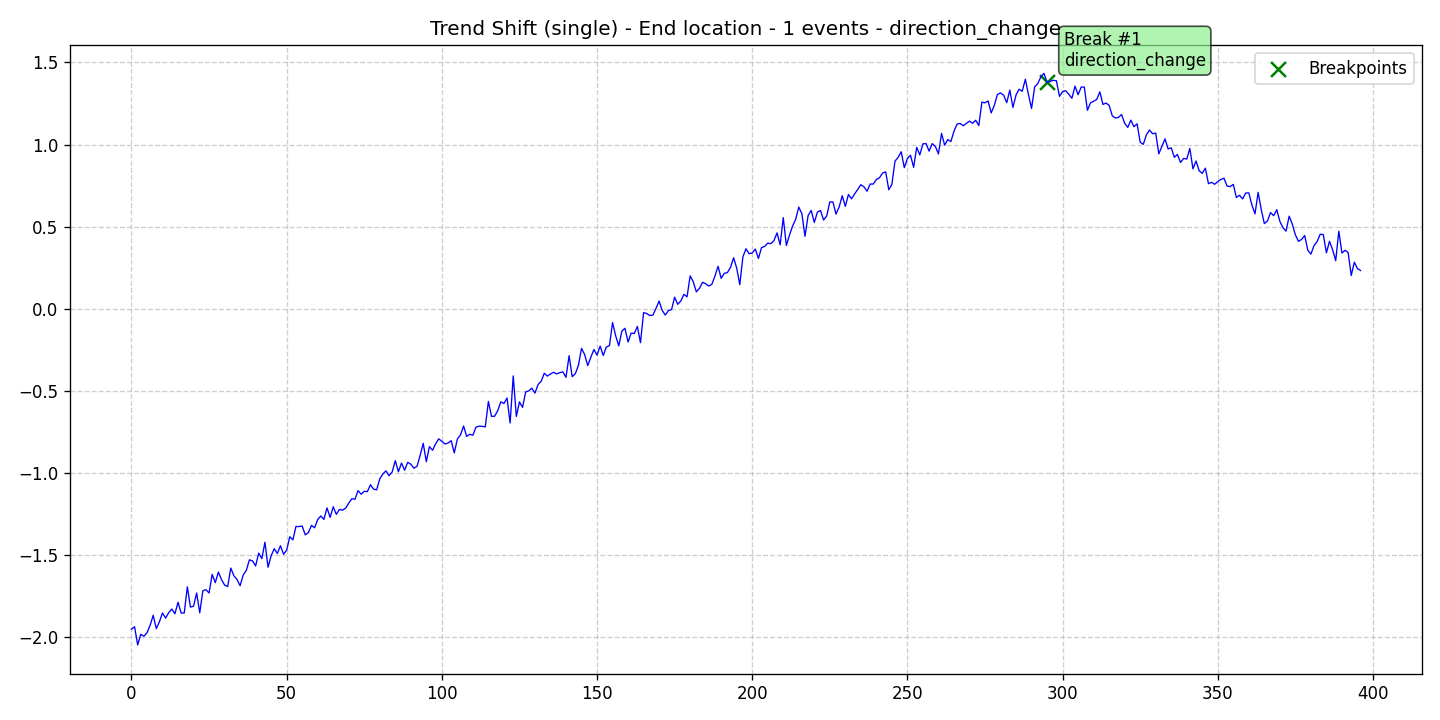 Trend Shift (single) - End location - 1 events - direction_change
Break #1
direction_change
Breakpoints
1.5
1.0
0.5
0.0
−0.5
−1.0
−1.5
−2.0
0 50 100 150 200 250 300 350 400